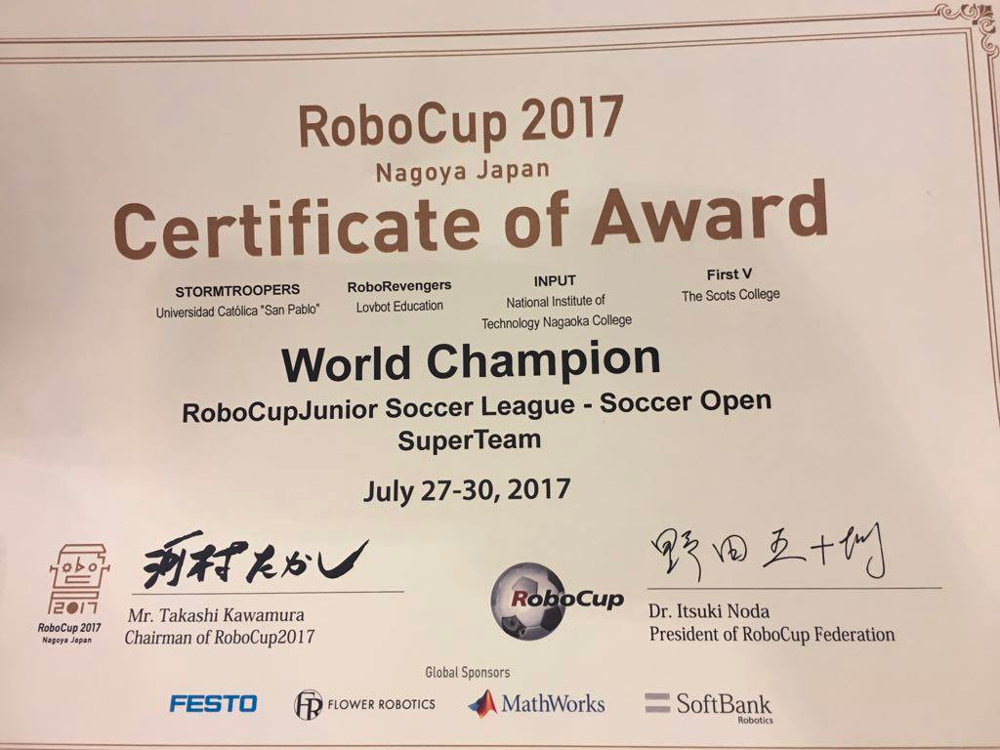 RoboCup 2017
Nagoya Japan
Certificate of Award
STORMTROOPERS
Universidad Católica "San Pablo"
RoboRevengers
Lovbot Education
INPUT
National Institute of
Technology Nagaoka College
First V
The Scots College
World Champion
RoboCupJunior Soccer League - Soccer Open
SuperTeam
July 27-30, 2017
河村たかし
野田五十樹
robo
2017
RoboCup 2017
Nagoya Japan
Mr. Takashi Kawamura
Chairman of RoboCup2017
RoboCup
Dr. Itsuki Noda
President of RoboCup Federation
Global Sponsors
FESTO
FR FLOWER ROBOTICS
MathWorks
SoftBank
Robotics